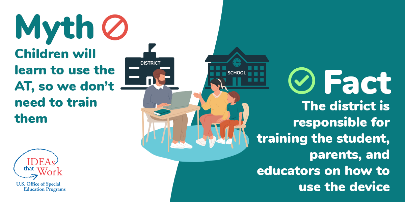 Myth
Children will
learn to use the
AT, so we don't
need to train
them
DISTRICT
SCHOOL
Fact
The district is
responsible for
training the student,
parents, and
educators on how to
use the device
IDEA
that Work
U.S. Office of Special
Education Programs